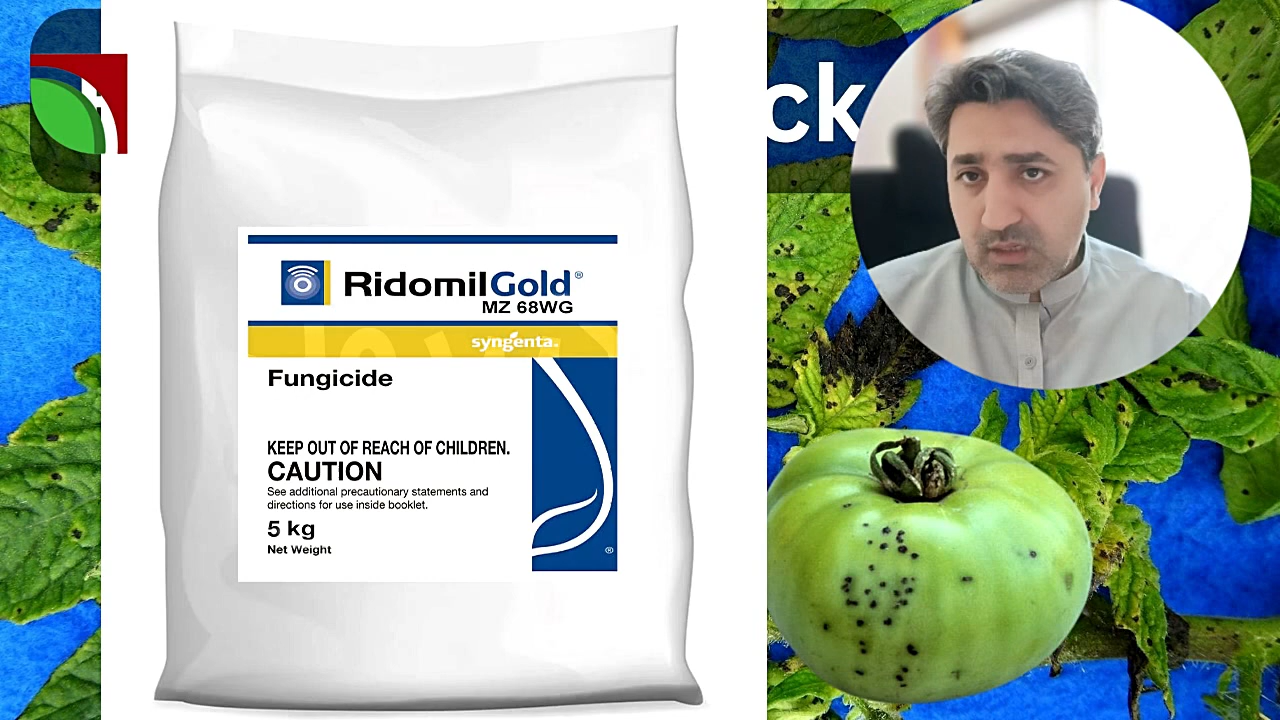 ck
RidomilGold®
MZ 68WG
syngenta.
Fungicide
KEEP OUT OF REACH OF CHILDREN.
CAUTION
See additional precautionary statements and
directions for use inside booklet.
5 kg
Net Weight
®